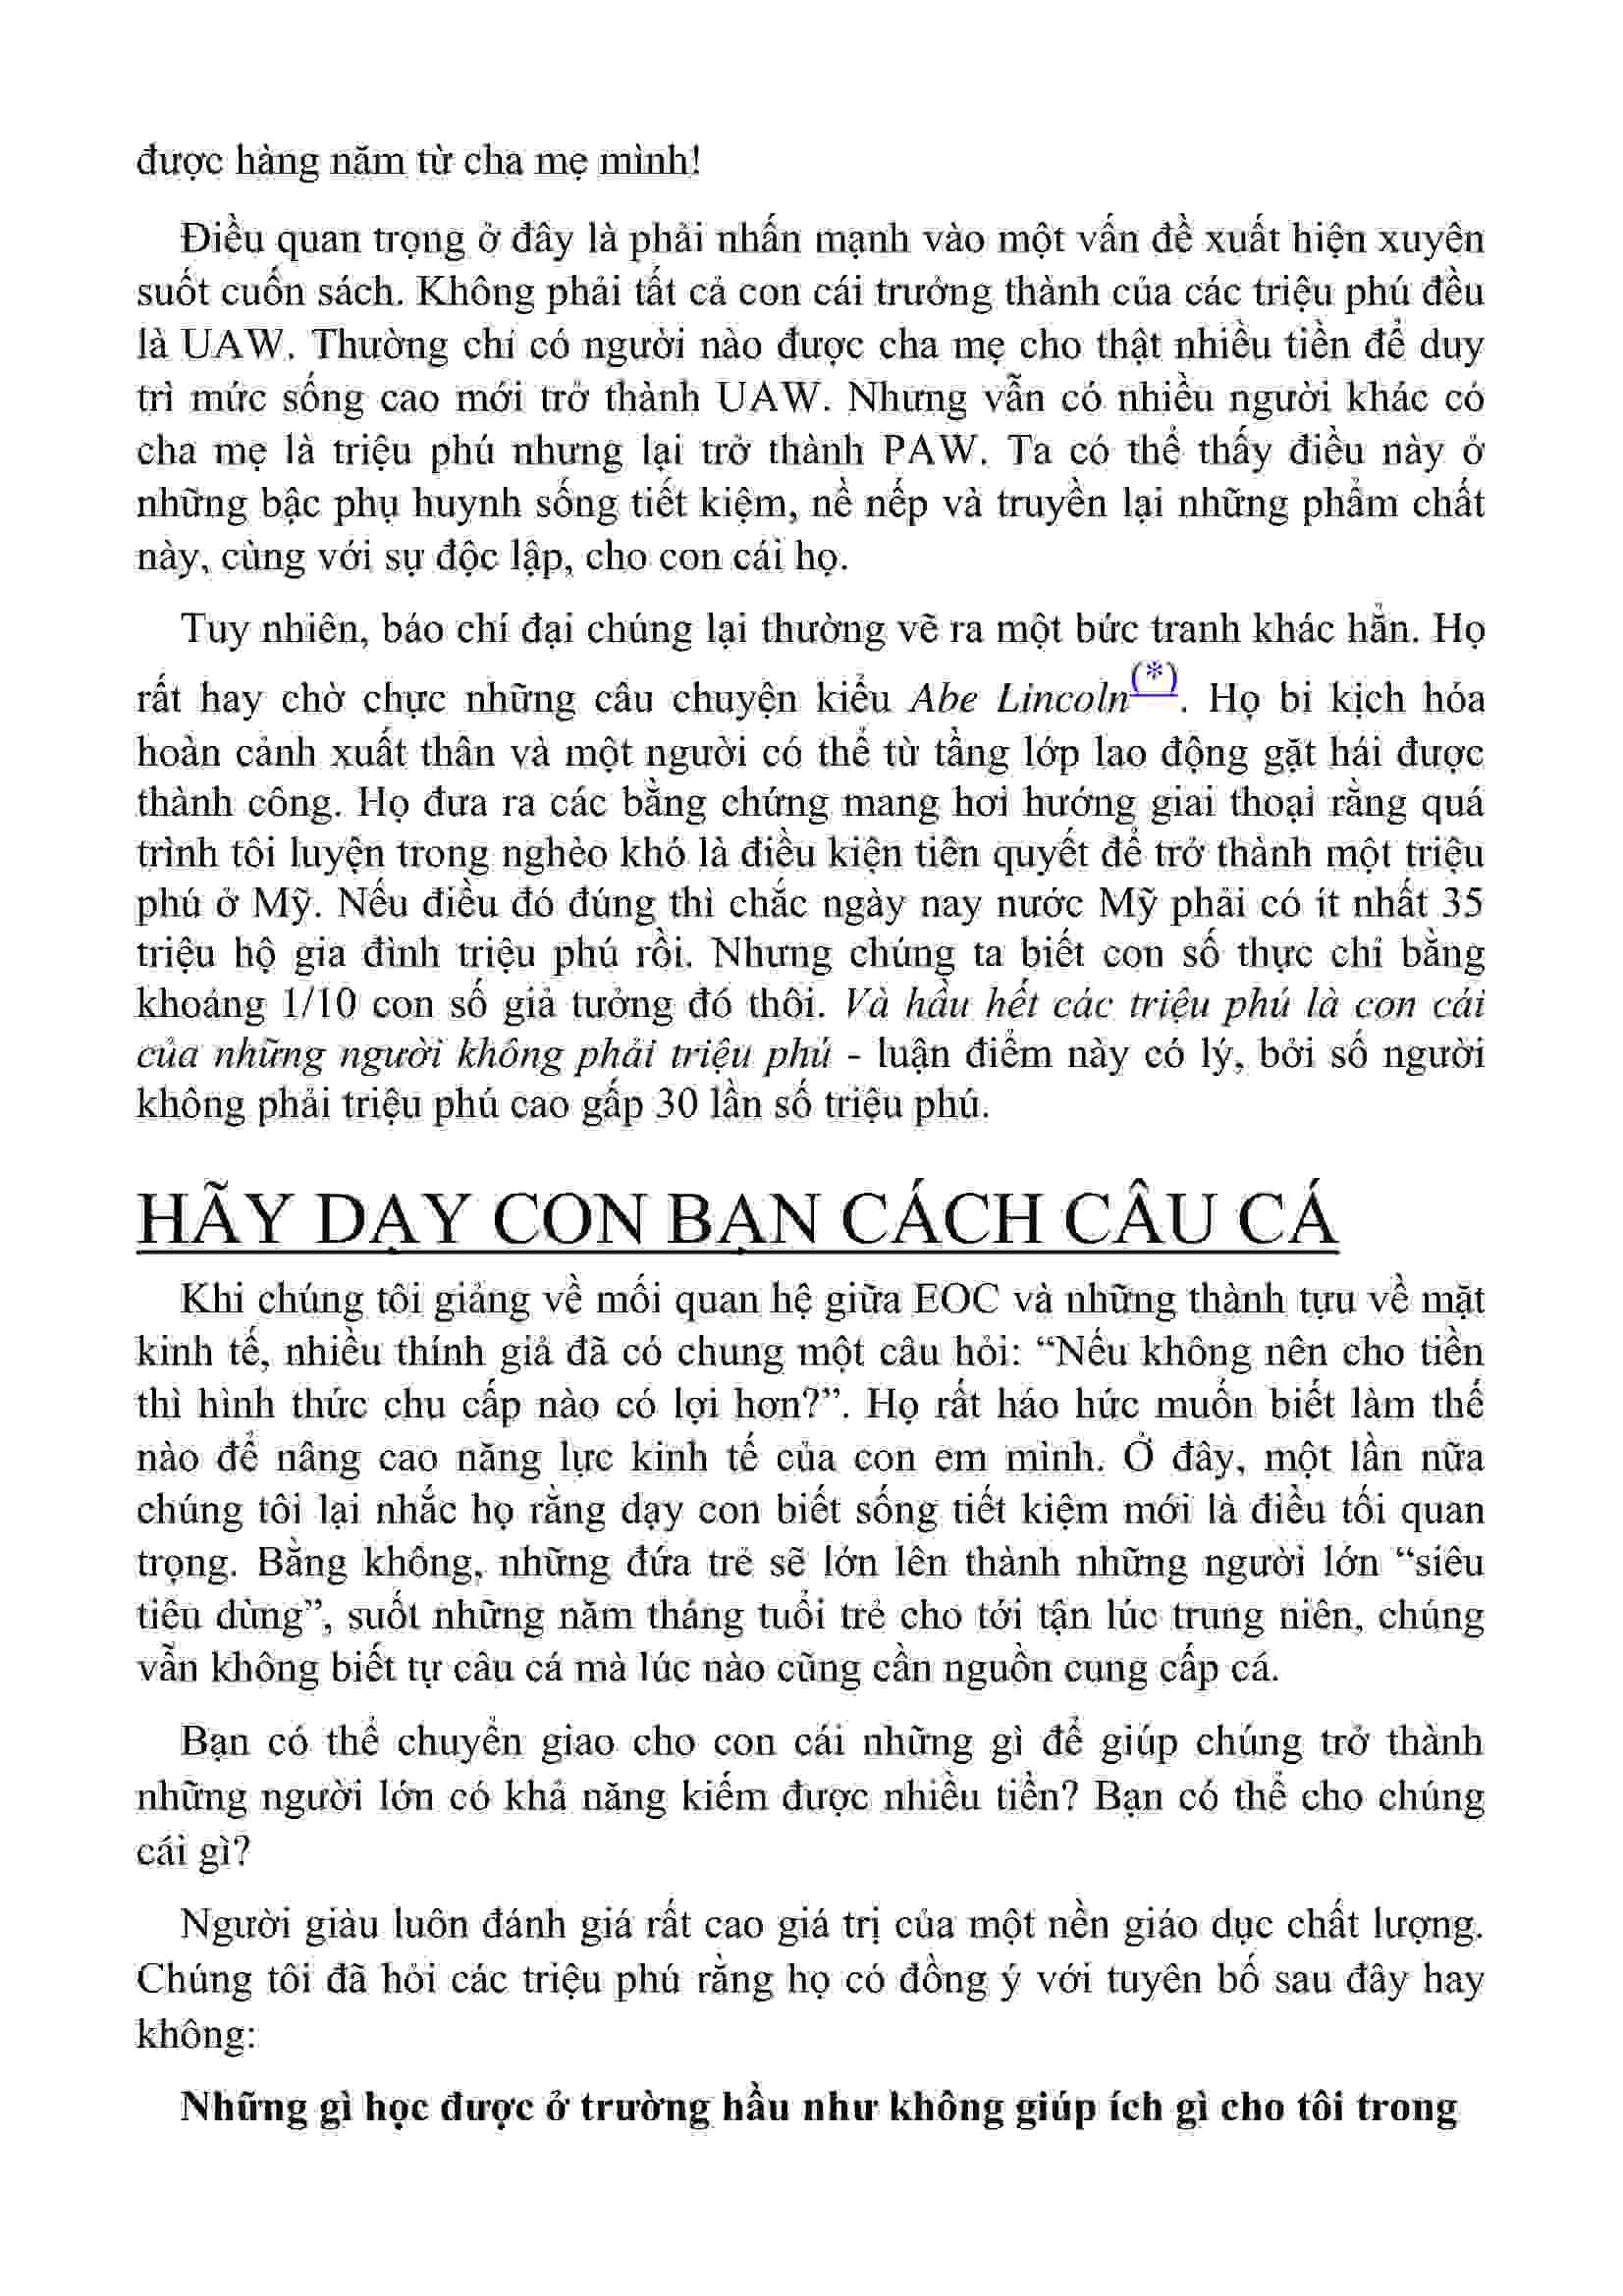 được hàng năm từ cha mẹ mình!
Điều quan trọng ở đây là phải nhấn mạnh vào một vấn đề xuất hiện xuyên
suốt cuốn sách. Không phải tất cả con cái trưởng thành của các triệu phú đều
là UAW. Thường chỉ có người nào được cha mẹ cho thật nhiều tiền để duy
trì mức sống cao mới trở thành UAW. Nhưng vẫn có nhiều người khác có
cha mẹ là triệu phú nhưng lại trở thành PAW. Ta có thể thấy điều này ở
những bậc phụ huynh sống tiết kiệm, nề nếp và truyền lại những phẩm chất
này, cùng với sự độc lập, cho con cái họ.
Tuy nhiên, báo chí đại chúng lại thường vẽ ra một bức tranh khác hẳn. Họ
rất hay chờ chực những câu chuyện kiểu Abe Lincoln(*). Họ bi kịch hóa
hoàn cảnh xuất thân và một người có thể từ tầng lớp lao động gặt hái được
thành công. Họ đưa ra các bằng chứng mang hơi hướng giai thoại rằng quá
trình tôi luyện trong nghèo khó là điều kiện tiên quyết để trở thành một triệu
phú ở Mỹ. Nếu điều đó đúng thì chắc ngày nay nước Mỹ phải có ít nhất 35
triệu hộ gia đình triệu phú rồi. Nhưng chúng ta biết con số thực chỉ bằng
khoảng 1/10 con số giả tưởng đó thôi. Và hầu hết các triệu phú là con cái
của những người không phải triệu phú - luận điểm này có lý, bởi số người
không phải triệu phú cao gấp 30 lần số triệu phú.
HÃY DẠY CON BẠN CÁCH CÂU CÁ
Khi chúng tôi giảng về mối quan hệ giữa EOC và những thành tựu về mặt
kinh tế, nhiều thính giả đã có chung một câu hỏi: “Nếu không nên cho tiền
thì hình thức chu cấp nào có lợi hơn?”. Họ rất háo hức muốn biết làm thế
nào để nâng cao năng lực kinh tế của con em mình. Ở đây, một lần nữa
chúng tôi lại nhắc họ rằng dạy con biết sống tiết kiệm mới là điều tối quan
trọng. Bằng không, những đứa trẻ sẽ lớn lên thành những người lớn “siêu
tiêu dùng”, suốt những năm tháng tuổi trẻ cho tới tận lúc trung niên, chúng
vẫn không biết tự câu cá mà lúc nào cũng cần nguồn cung cấp cá.
Bạn có thể chuyển giao cho con cái những gì để giúp chúng trở thành
những người lớn có khả năng kiếm được nhiều tiền? Bạn có thể cho chúng
cái gì?
Người giàu luôn đánh giá rất cao giá trị của một nền giáo dục chất lượng.
Chúng tôi đã hỏi các triệu phú rằng họ có đồng ý với tuyên bố sau đây hay
không:
Những gì học được ở trường hầu như không giúp ích gì cho tôi trong